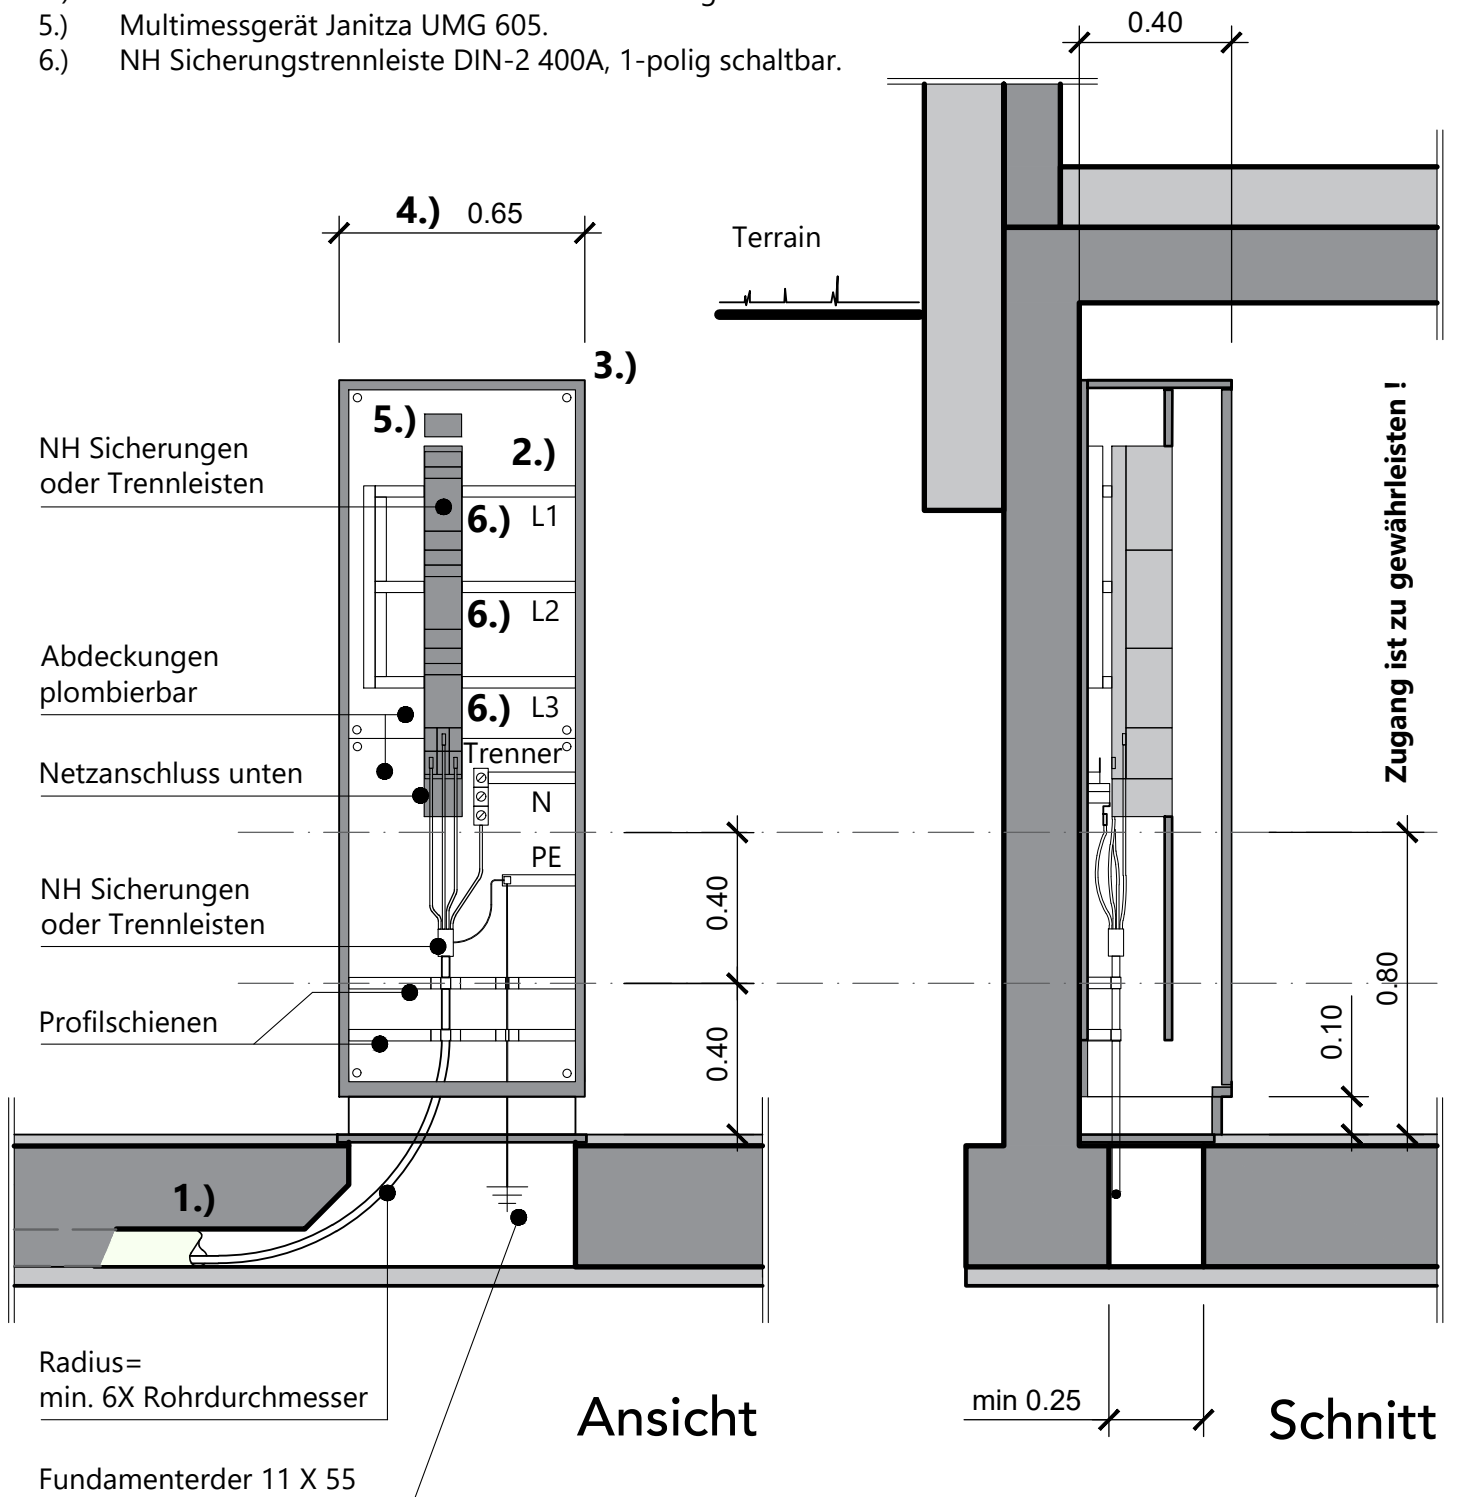 5.) Multimessgerät Janitza UMG 605.
6.) NH Sicherungstrennleiste DIN-2 400A, 1-polig schaltbar.
0.40
4.) 0.65
Terrain
3.)
5.)
2.)
NH Sicherungen
oder Trennleisten
6.) L1
6.) L2
Abdeckungen
plombierbar
6.) L3
Trenner
Netzanschluss unten
N
PE
NH Sicherungen
oder Trennleisten
Profilschienen
0.40
0.40
Zugang ist zu gewährleisten !
0.80
0.10
1.)
Radius=
min. 6X Rohrdurchmesser
Ansicht
min 0.25
Schnitt
Fundamenterder 11 X 55